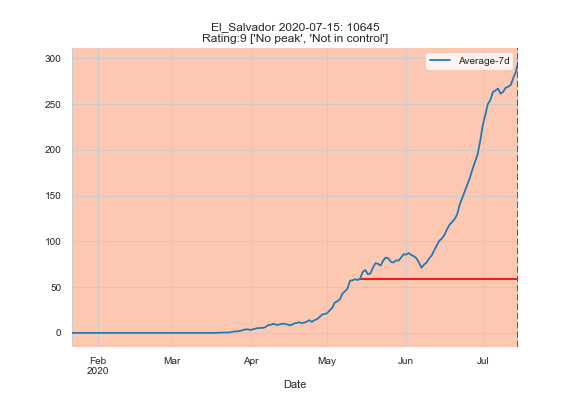 El_Salvador 2020-07-15: 10645
Rating:9 ['No peak', 'Not in control']
Average-7d
300
250
200
150
100
50
0
Feb
2020
Mar
Apr
May
Jun
Jul
Date